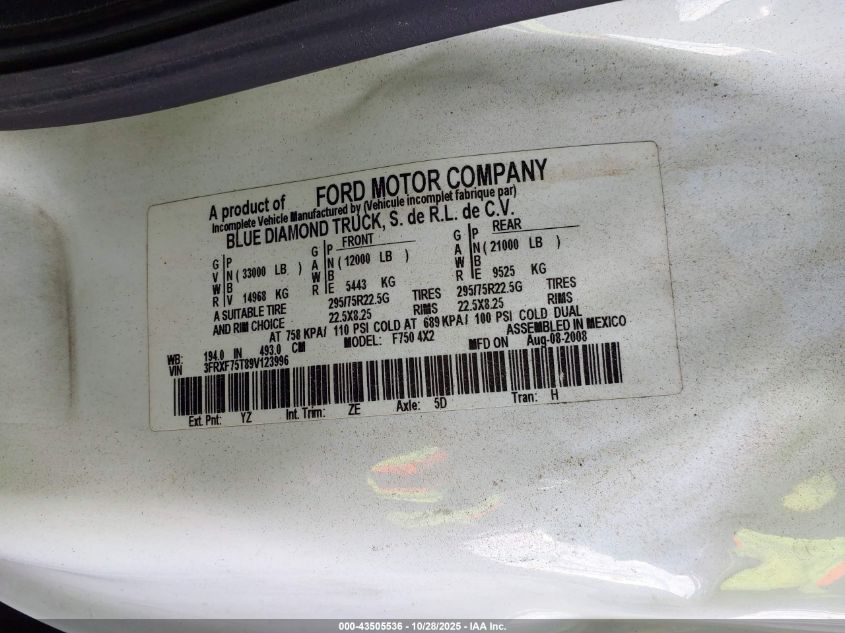 A product of FORD MOTOR COMPANY
Incomplete Vehicle Manufactured by (Vehicule incomplet fabrique par)
BLUE DIAMOND TRUCK, S. de R.L. de C.V.
G P G P FRONT G P REAR
V N ( 33000 LB ) A N ( 12000 LB ) A N ( 21000 LB )
W B W B W B
R V 14968 KG R E 5443 KG R E 9525 KG
A SUITABLE TIRE 295/75R22.5G TIRES 295/75R22.5G TIRES
AND RIM CHOICE 22.5X8.25 RIMS 22.5X8.25 RIMS
AT 758 KPA/ 110 PSI COLD AT 689 KPA/ 100 PSI COLD DUAL
WB: 194.0 IN 493.0 CM MODEL: F750 4X2 ASSEMBLED IN MEXICO
VIN 3FRXF75T89V123996 MFD ON Aug-08-2008
Ext. Pnt: YZ Int. Trim: ZE Axle: 5D Tran: H
000-43505536 - 10/28/2025 - IAA Inc.